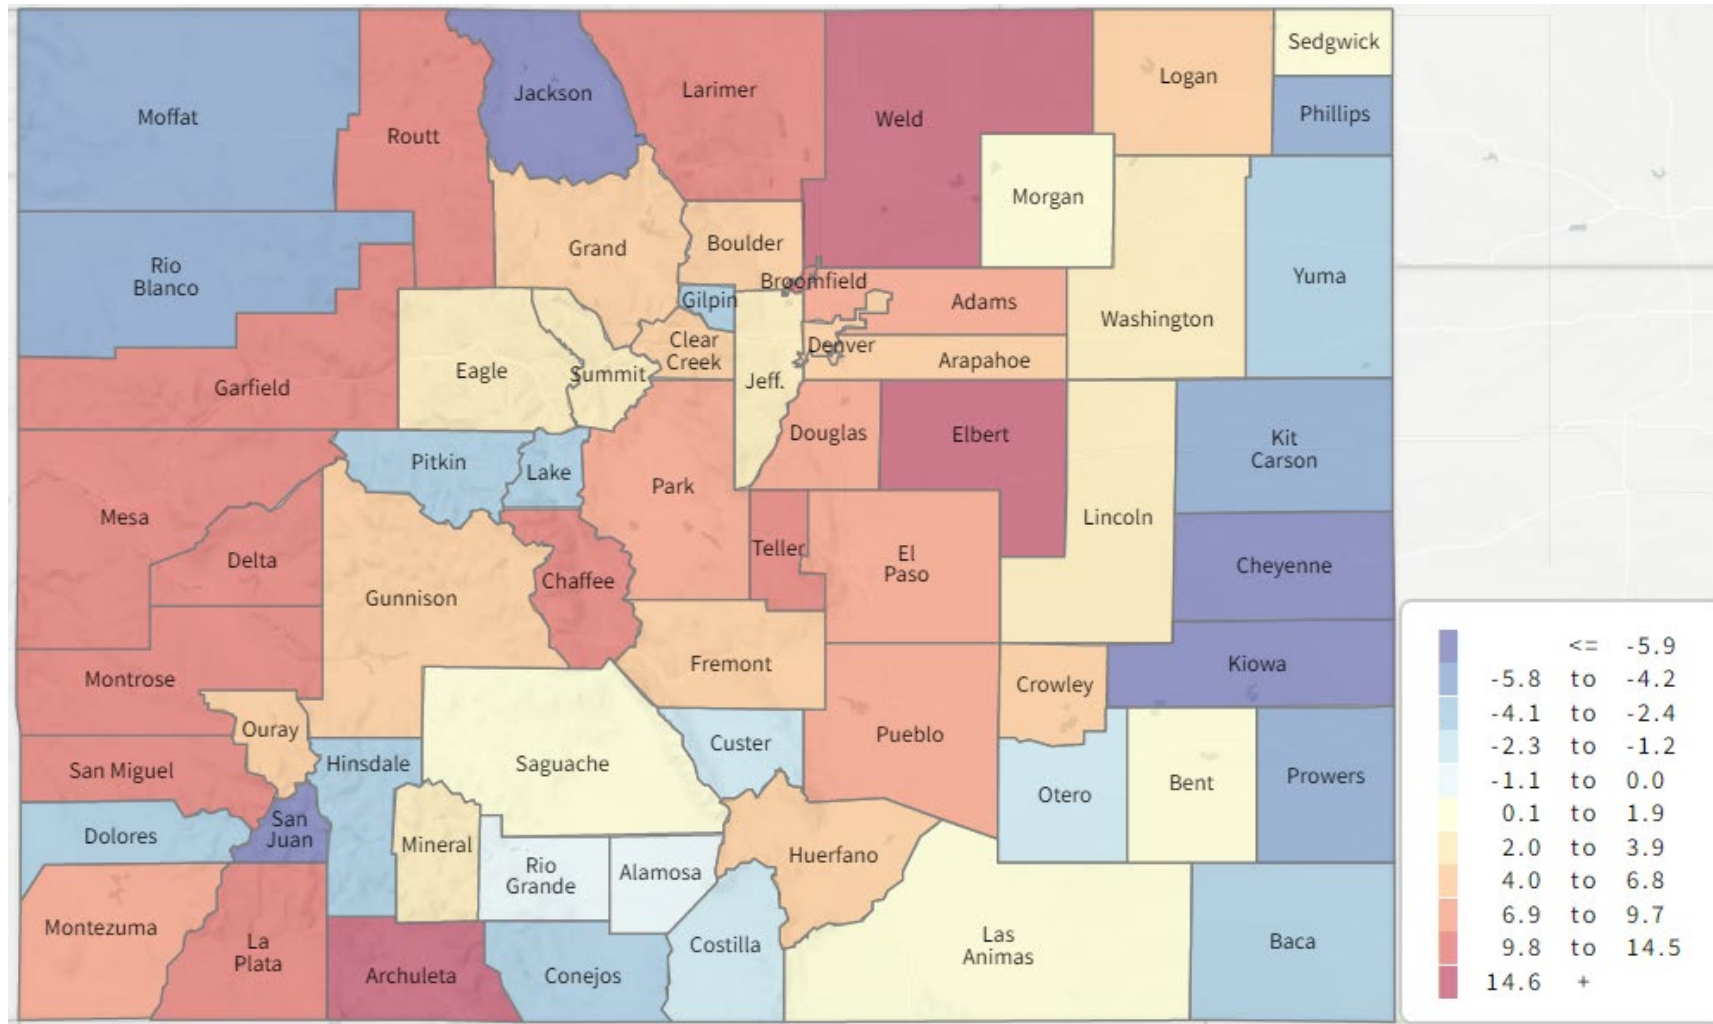 Sedgwick
Logan
Moffat
Jackson
Larimer
Weld
Phillips
Routt
Morgan
Grand
Boulder
Rio
Blanco
Yuma
Broomfield
Gilpin
Adams
Washington
Clear
Creek
Denver
Arapahoe
Garfield
Eagle
Summit
Jeff.
Douglas
Elbert
Kit
Carson
Pitkin
Lake
Park
Mesa
Lincoln
Delta
Teller
El
Paso
Cheyenne
Chaffee
Gunnison
Fremont
Kiowa
Montrose
Crowley
Ouray
San Miguel
Hinsdale
Saguache
Custer
Pueblo
Otero
Bent
Prowers
Dolores
San
Juan
Mineral
Rio
Grande
Alamosa
Huerfano
Montezuma
La
Plata
Archuleta
Conejos
Costilla
Las
Animas
Baca
<= -5.9
-5.8 to -4.2
-4.1 to -2.4
-2.3 to -1.2
-1.1 to 0.0
0.1 to 1.9
2.0 to 3.9
4.0 to 6.8
6.9 to 9.7
9.8 to 14.5
14.6 +